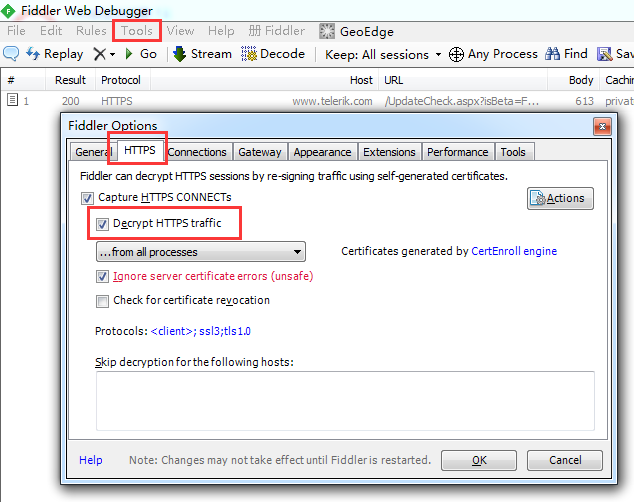 Fiddler Web Debugger
File Edit Rules Tools View Help 册 Fiddler GeoEdge
Replay Go Stream Decode Keep: All sessions Any Process Find Sav
# Result Protocol Host URL Body Cachin
1 200 HTTPS www.telerik.com /UpdateCheck.aspx?isBeta=F... 613 privat
Fiddler Options
General HTTPS Connections Gateway Appearance Extensions Performance Tools
Fiddler can decrypt HTTPS sessions by re-signing traffic using self-generated certificates.
Capture HTTPS CONNECTs
Actions
Decrypt HTTPS traffic
...from all processes
Certificates generated by CertEnroll engine
Ignore server certificate errors (unsafe)
Check for certificate revocation
Protocols: <client>; ssl3;tls1.0
Skip decryption for the following hosts:
Help Note: Changes may not take effect until Fiddler is restarted. OK Cancel